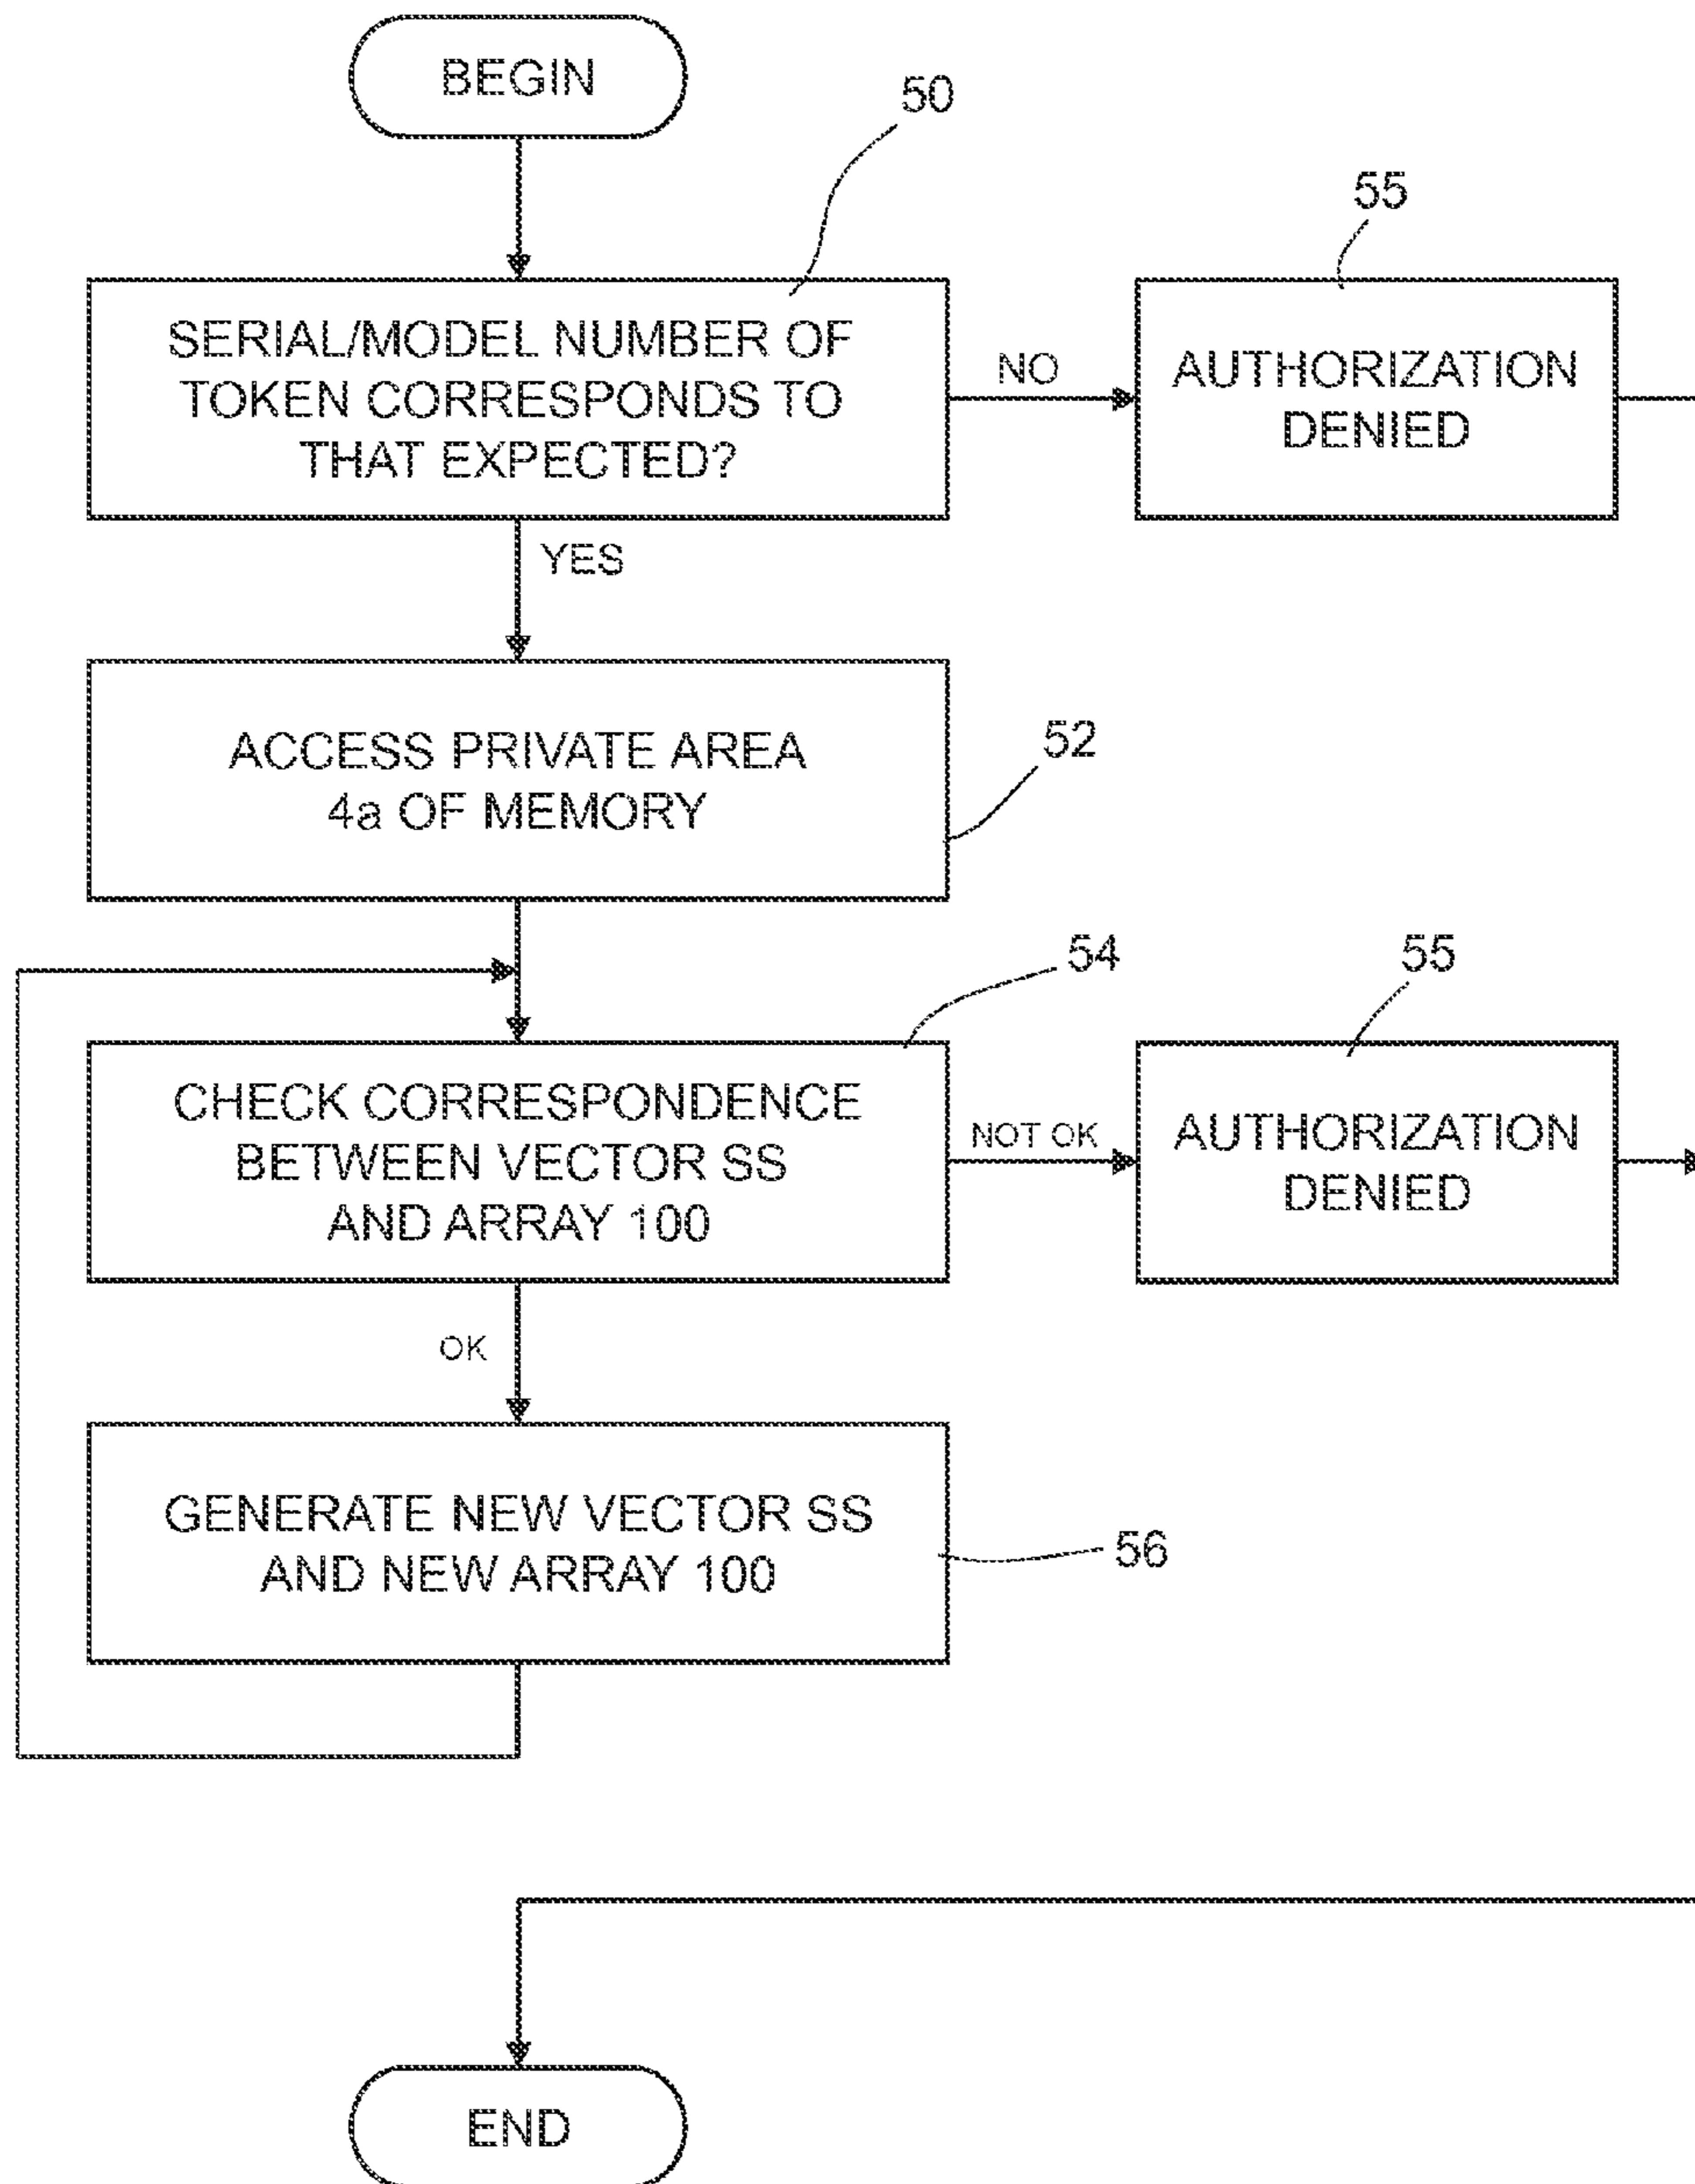 BEGIN
50
55
SERIAL/MODEL NUMBER OF
TOKEN CORRESPONDS TO
THAT EXPECTED?
NO
AUTHORIZATION
DENIED
YES
ACCESS PRIVATE AREA
4a OF MEMORY
52
54
55
CHECK CORRESPONDENCE
BETWEEN VECTOR SS
AND ARRAY 100
NOT OK
AUTHORIZATION
DENIED
OK
GENERATE NEW VECTOR SS
AND NEW ARRAY 100
56
END